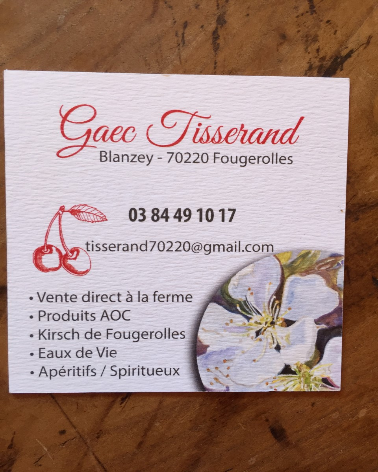 Gaec Tisserand
Blanzey - 70220 Fougerolles
03 84 49 10 17
tisserand70220@gmail.com
• Vente direct à la ferme
• Produits AOC
• Kirsch de Fougerolles
• Eaux de Vie
• Apéritifs / Spiritueux